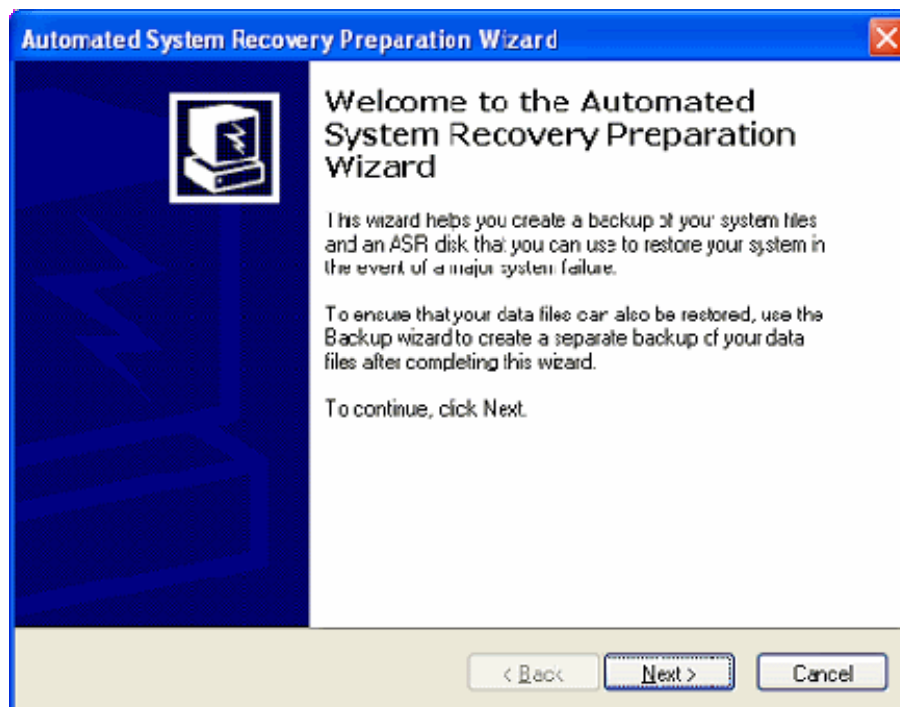 Automated System Recovery Preparation Wizard
Welcome to the Automated
System Recovery Preparation
Wizard
This wizard helps you create a backup of your system files
and an ASR disk that you can use to restore your system in
the event of a major system failure.
To ensure that your data files can also be restored, use the
Backup wizard to create a separate backup of your data
files after completing this wizard.
To continue, click Next.
< Back
Next >
Cancel